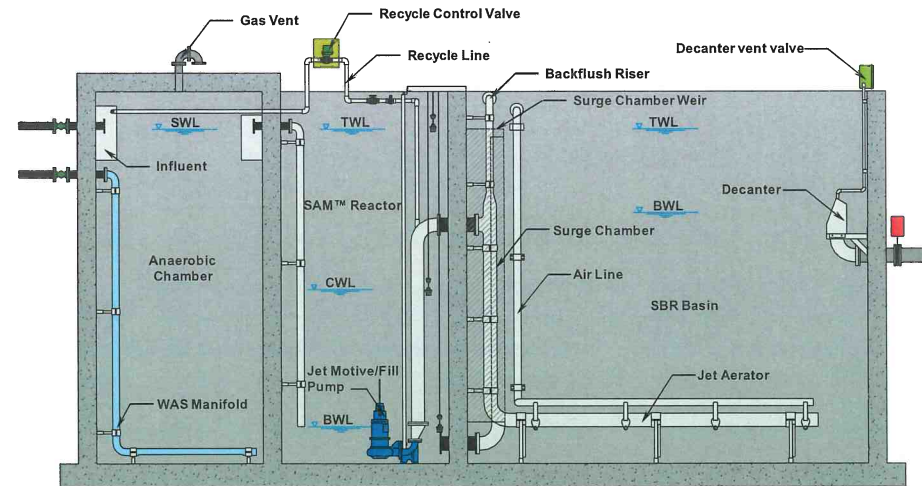 Gas Vent
Recycle Control Valve
Recycle Line
Backflush Riser
Decanter vent valve
Surge Chamber Weir
SWL
TWL
TWL
Influent
SAM™ Reactor
Decanter
BWL
Surge Chamber
Anaerobic
Chamber
CWL
Air Line
SBR Basin
Jet Motive/Fill
Pump
Jet Aerator
WAS Manifold
BWL